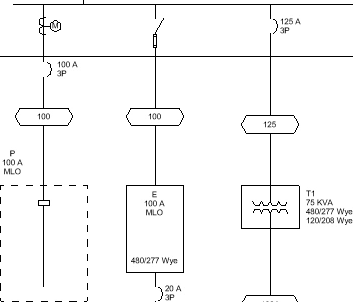 M
125 A
3P
100 A
3P
100
100
125
P
100 A
MLO
E
100 A
MLO
480/277 Wye
T1
75 KVA
480/277 Wye
120/208 Wye
20 A
3P